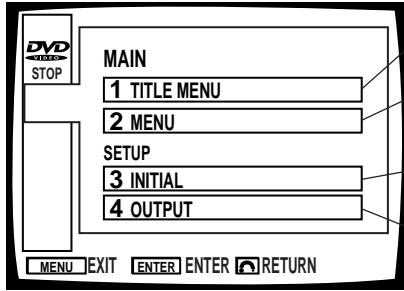 DVD
VIDEO
STOP
MAIN
1 TITLE MENU
2 MENU
SETUP
3 INITIAL
4 OUTPUT
MENU EXIT ENTER ENTER RETURN